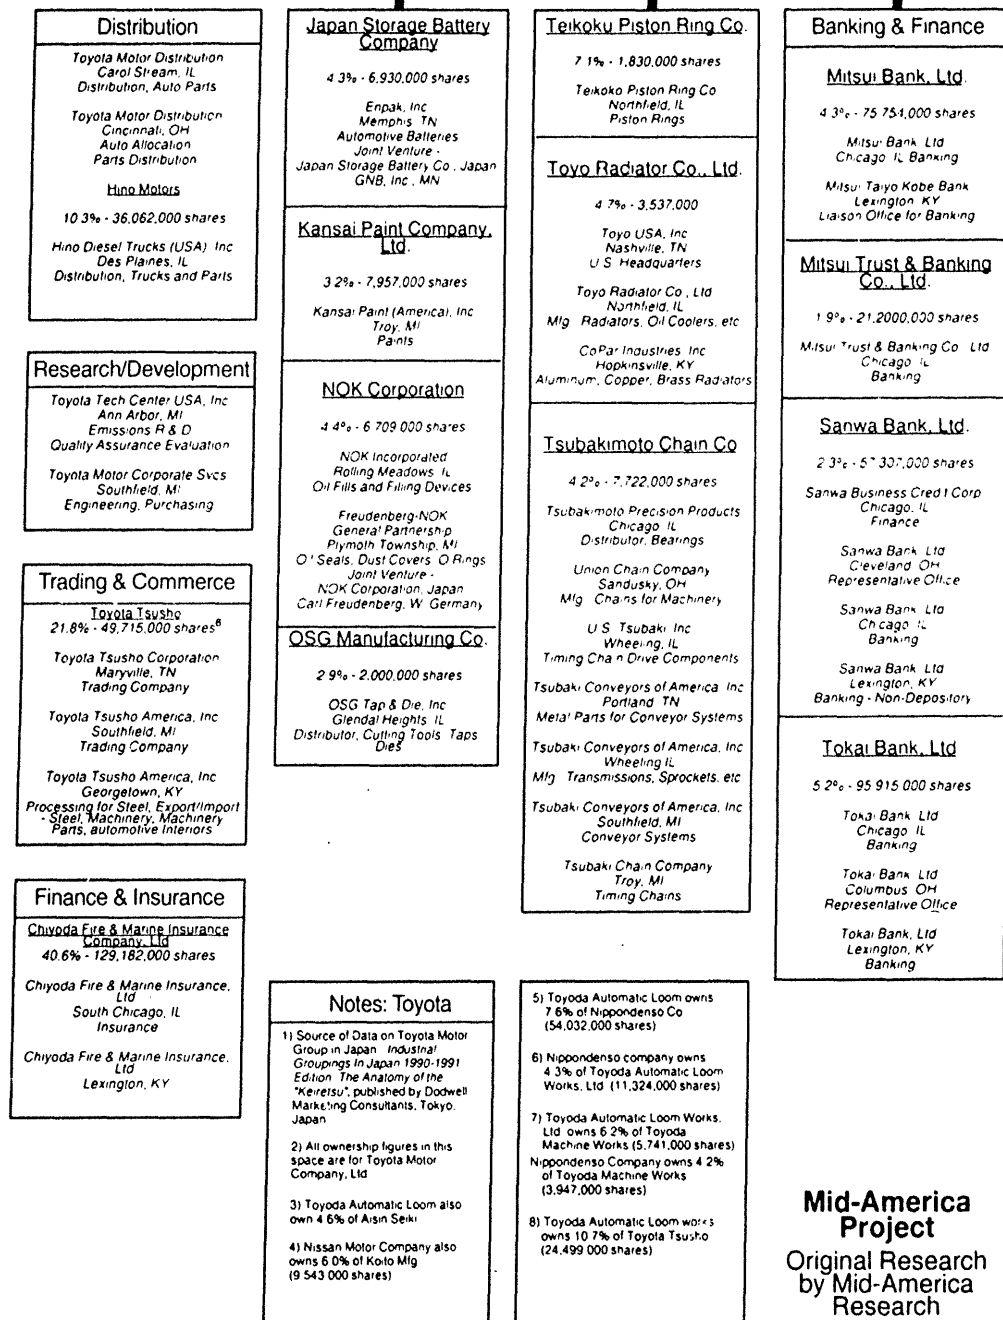 Distribution
Toyota Motor Distribution
Carol Stream, IL
Distribution, Auto Parts
Toyota Motor Distribution
Cincinnati, OH
Auto Allocation
Parts Distribution
Hino Motors
10 3% - 36,062,000 shares
Hino Diesel Trucks (USA) Inc
Des Plaines, IL
Distribution, Trucks and Parts
Research/Development
Toyota Tech Center USA, Inc
Ann Arbor, MI
Emissions R & D
Quality Assurance Evaluation
Toyota Motor Corporate Svcs
Southfield, MI
Engineering, Purchasing
Trading & Commerce
Toyota Tsusho
21.8% - 49,715,000 shares
Toyota Tsusho Corporation
Maryville, TN
Trading Company
Toyota Tsusho America, Inc
Southfield, MI
Trading Company
Toyota Tsusho America, Inc
Georgetown, KY
Processing for Steel, Export/Import
- Steel, Machinery, Machinery
Parts, automotive Interiors
Finance & Insurance
Chiyoda Fire & Marine Insurance
Company, Ltd
40.6% - 129,182,000 shares
Chiyoda Fire & Marine Insurance,
Ltd
South Chicago, IL
Insurance
Chiyoda Fire & Marine Insurance,
Ltd
Lexington, KY
Japan Storage Battery
Company
4 3% - 6,930,000 shares
Enpak, Inc
Memphis TN
Automotive Batteries
Joint Venture -
Japan Storage Battery Co , Japan
GNB, Inc , MN
Kansai Paint Company,
Ltd.
3 2% - 7,957,000 shares
Kansai Paint (America), Inc
Troy, MI
Paints
NOK Corporation
4 4% - 6 709 000 shares
NOK Incorporated
Rolling Meadows IL
Oil Fills and Filling Devices
Freudenberg-NOK
General Partnership
Plymoth Township, MI
O' Seals, Dust Covers O Rings
Joint Venture -
NOK Corporation, Japan
Carl Freudenberg, W Germany
OSG Manufacturing Co.
2 9% - 2,000,000 shares
OSG Tap & Die, Inc
Glendal Heights IL
Distributor, Cutting Tools Taps
Dies
Teikoku Piston Ring Co.
7 1% - 1,830,000 shares
Teikoko Piston Ring Co
Northfield, IL
Piston Rings
Toyo Radiator Co., Ltd.
4 7% - 3,537,000
Toyo USA, Inc
Nashville, TN
U S Headquarters
Toyo Radiator Co , Ltd
Northfield, IL
Mfg Radiators, Oil Coolers, etc
CoPar Industries Inc
Hopkinsville, KY
Aluminum, Copper, Brass Radiators
Tsubakimoto Chain Co
4 2% - 7,722,000 shares
Tsubakimoto Precision Products
Chicago IL
Distributor, Bearings
Union Chain Company
Sandusky, OH
Mfg Chains for Machinery
U S Tsubaki Inc
Wheeling, IL
Timing Chain Drive Components
Tsubaki Conveyors of America Inc
Portland TN
Metal Parts for Conveyor Systems
Tsubaki Conveyors of America, Inc
Wheeling IL
Mfg Transmissions, Sprockets, etc
Tsubaki Conveyors of America, Inc
Southfield, MI
Conveyor Systems
Tsubaki Chain Company
Troy, MI
Timing Chains
Banking & Finance
Mitsui Bank, Ltd.
4 3% - 75 754,000 shares
Mitsui Bank Ltd
Chicago IL Banking
Mitsui Taiyo Kobe Bank
Lexington KY
Liaison Office for Banking
Mitsui Trust & Banking
Co., Ltd.
1 9% - 21,2000,000 shares
Mitsui Trust & Banking Co Ltd
Chicago IL
Banking
Sanwa Bank, Ltd.
2 3% - 57 307,000 shares
Sanwa Business Credit Corp
Chicago, IL
Finance
Sanwa Bank Ltd
Cleveland OH
Representative Office
Sanwa Bank Ltd
Chicago IL
Banking
Sanwa Bank Ltd
Lexington, KY
Banking - Non-Depository
Tokai Bank, Ltd
5 2% - 95 915 000 shares
Tokai Bank Ltd
Chicago IL
Banking
Tokai Bank Ltd
Columbus OH
Representative Office
Tokai Bank, Ltd
Lexington, KY
Banking
Notes: Toyota
1) Source of Data on Toyota Motor
Group in Japan Industrial
Groupings In Japan 1990-1991
Edition The Anatomy of the
"Keiretsu", published by Dodwell
Marketing Consultants, Tokyo.
Japan
2) All ownership figures in this
space are for Toyota Motor
Company, Ltd
3) Toyoda Automatic Loom also
own 4 6% of Aisin Seiki
4) Nissan Motor Company also
owns 6 0% of Koito Mfg
(9 543 000 shares)
5) Toyoda Automatic Loom owns
7 6% of Nippondenso Co
(54,032,000 shares)
6) Nippondenso company owns
4 3% of Toyoda Automatic Loom
Works, Ltd (11,324,000 shares)
7) Toyoda Automatic Loom Works,
Ltd owns 6 2% of Toyoda
Machine Works (5,741,000 shares)
Nippondenso Company owns 4 2%
of Toyoda Machine Works
(3,947,000 shares)
8) Toyoda Automatic Loom works
owns 10 7% of Toyota Tsusho
(24,499 000 shares)
Mid-America
Project
Original Research
by Mid-America
Research